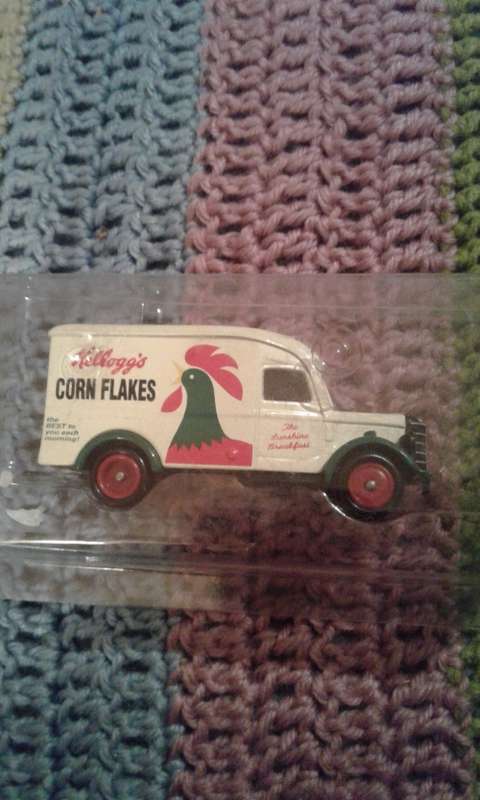 Kellogg's
CORN FLAKES
the
BEST to
you each
morning!
The
Sunshine
Breakfast